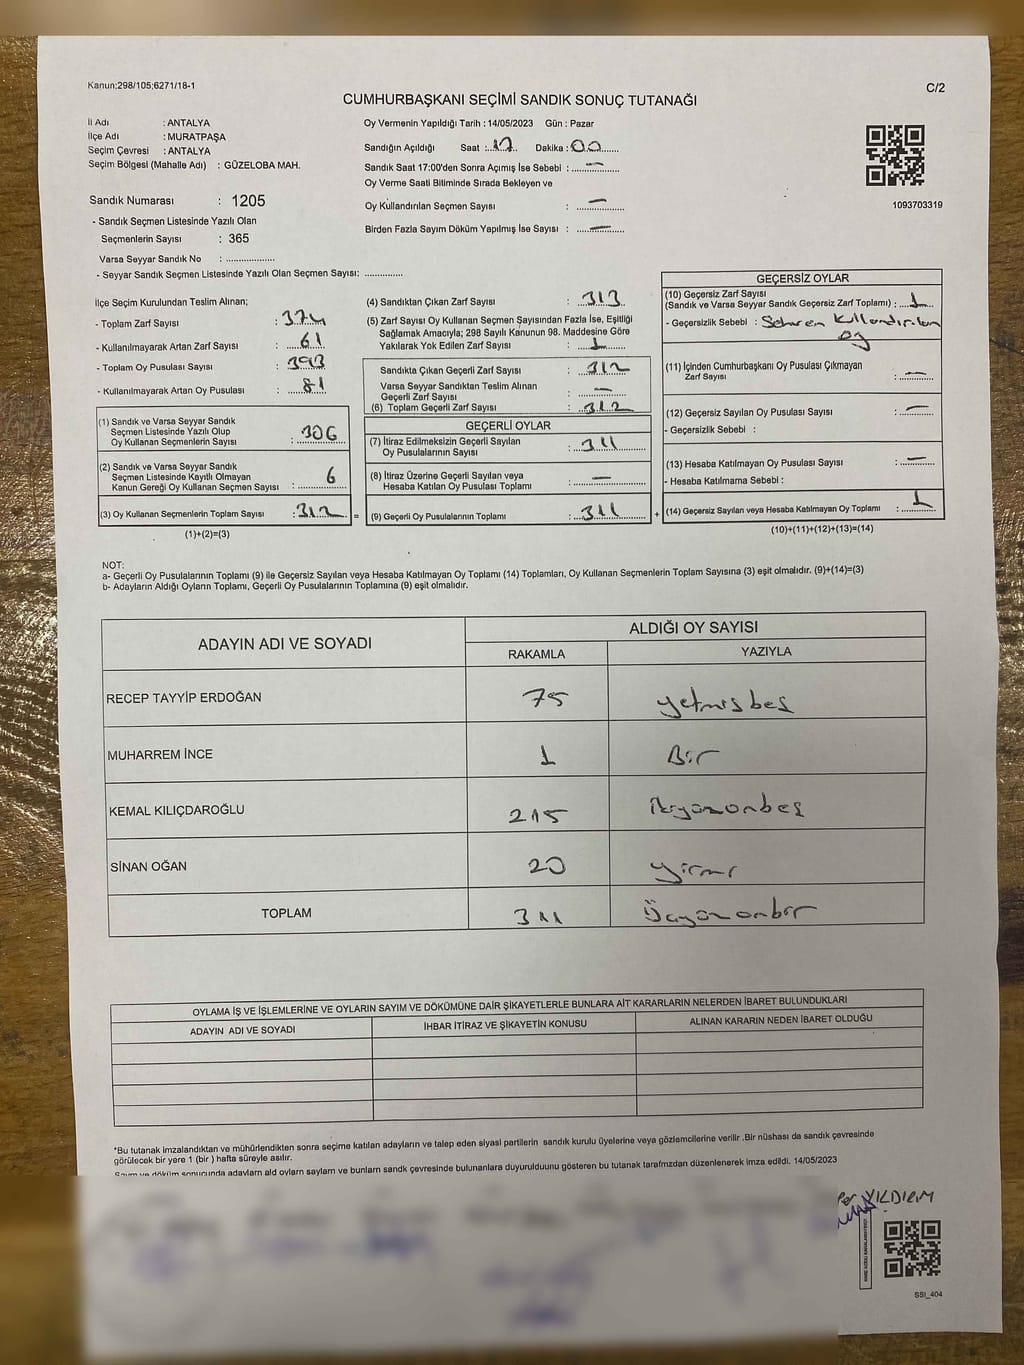 Kanun;298/105;6271/18-1
C/2
CUMHURBAŞKANI SEÇİMİ SANDIK SONUÇ TUTANAĞI
İl Adı : ANTALYA
İlçe Adı : MURATPAŞA
Seçim Çevresi : ANTALYA
Seçim Bölgesi (Mahalle Adı) : GÜZELOBA MAH.
Sandık Numarası : 1205
- Sandık Seçmen Listesinde Yazılı Olan
Seçmenlerin Sayısı : 365
Varsa Seyyar Sandık No : ...................
- Seyyar Sandık Seçmen Listesinde Yazılı Olan Seçmen Sayısı: ..............
Oy Vermenin Yapıldığı Tarih : 14/05/2023 Gün : Pazar
Sandığın Açıldığı Saat : 17 Dakika : 00
Sandık Saat 17:00'den Sonra Açımış İse Sebebi : —
Oy Verme Saati Bitiminde Sırada Bekleyen ve
Oy Kullandırılan Seçmen Sayısı : —
Birden Fazla Sayım Döküm Yapılmış İse Sayısı : —
1093703319
İlçe Seçim Kurulundan Teslim Alınan;
- Toplam Zarf Sayısı : 374
- Kullanılmayarak Artan Zarf Sayısı : 61
- Toplam Oy Pusulası Sayısı : 393
- Kullanılmayarak Artan Oy Pusulası : 81
(1) Sandık ve Varsa Seyyar Sandık
Seçmen Listesinde Yazılı Olup
Oy Kullanan Seçmenlerin Sayısı : 306
(2) Sandık ve Varsa Seyyar Sandık
Seçmen Listesinde Kayıtlı Olmayan
Kanun Gereği Oy Kullanan Seçmen Sayısı : 6
(3) Oy Kullanan Seçmenlerin Toplam Sayısı : 312 =
(1)+(2)=(3)
(4) Sandıktan Çıkan Zarf Sayısı : 313
(5) Zarf Sayısı Oy Kullanan Seçmen Sayısından Fazla İse, Eşitliği
Sağlamak Amacıyla; 298 Sayılı Kanunun 98. Maddesine Göre
Yakılarak Yok Edilen Zarf Sayısı : 1
Sandıkta Çıkan Geçerli Zarf Sayısı : 312
Varsa Seyyar Sandıktan Teslim Alınan
Geçerli Zarf Sayısı : —
(6) Toplam Geçerli Zarf Sayısı : 312
GEÇERLİ OYLAR
(7) İtiraz Edilmeksizin Geçerli Sayılan
Oy Pusulalarının Sayısı : 311
(8) İtiraz Üzerine Geçerli Sayılan veya
Hesaba Katılan Oy Pusulası Toplamı : —
(9) Geçerli Oy Pusulalarının Toplamı : 311 +
GEÇERSİZ OYLAR
(10) Geçersiz Zarf Sayısı
(Sandık ve Varsa Seyyar Sandık Geçersiz Zarf Toplamı) : 1
- Geçersizlik Sebebi : Sehven Kullandırılan
oy
(11) İçinden Cumhurbaşkanı Oy Pusulası Çıkmayan
Zarf Sayısı : —
(12) Geçersiz Sayılan Oy Pusulası Sayısı : —
- Geçersizlik Sebebi :
(13) Hesaba Katılmayan Oy Pusulası Sayısı : —
- Hesaba Katılmama Sebebi :
(14) Geçersiz Sayılan veya Hesaba Katılmayan Oy Toplamı : 1
(10)+(11)+(12)+(13)=(14)
NOT:
a- Geçerli Oy Pusulalarının Toplamı (9) ile Geçersiz Sayılan veya Hesaba Katılmayan Oy Toplamı (14) Toplamları, Oy Kullanan Seçmenlerin Toplam Sayısına (3) eşit olmalıdır. (9)+(14)=(3)
b- Adayların Aldığı Oyların Toplamı, Geçerli Oy Pusulalarının Toplamına (9) eşit olmalıdır.
ADAYIN ADI VE SOYADI
ALDIĞI OY SAYISI
RAKAMLA YAZIYLA
RECEP TAYYİP ERDOĞAN 75 yetmişbeş
MUHARREM İNCE 1 Bir
KEMAL KILIÇDAROĞLU 215 ikiyüzonbeş
SİNAN OĞAN 20 yirmi
TOPLAM 311 Üçyüzonbir
OYLAMA İŞ VE İŞLEMLERİNE VE OYLARIN SAYIM VE DÖKÜMÜNE DAİR ŞİKAYETLERLE BUNLARA AİT KARARLARIN NELERDEN İBARET BULUNDUKLARI
ADAYIN ADI VE SOYADI İHBAR İTİRAZ VE ŞİKAYETİN KONUSU ALINAN KARARIN NEDEN İBARET OLDUĞU
*Bu tutanak imzalandıktan ve mühürlendikten sonra seçime katılan adayların ve talep eden siyasi partilerin sandık kurulu üyelerine veya gözlemcilerine verilir .Bir nüshası da sandık çevresinde
görülecek bir yere 1 (bir ) hafta süreyle asılır.
Sayım ve döküm sonucunda adayların ald oyların sayların ve bunların sandk çevresinde bulunanlara duyurulduunu gösteren bu tutanak tarafmzdan düzenlenerek imza edildi. 14/05/2023
YILDIRIM
SSI_404